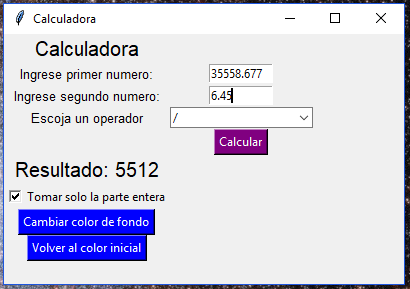 Calculadora
Calculadora
Ingrese primer numero: 35558.677
Ingrese segundo numero: 6.45
Escoja un operador /
Calcular
Resultado: 5512
Tomar solo la parte entera
Cambiar color de fondo
Volver al color inicial